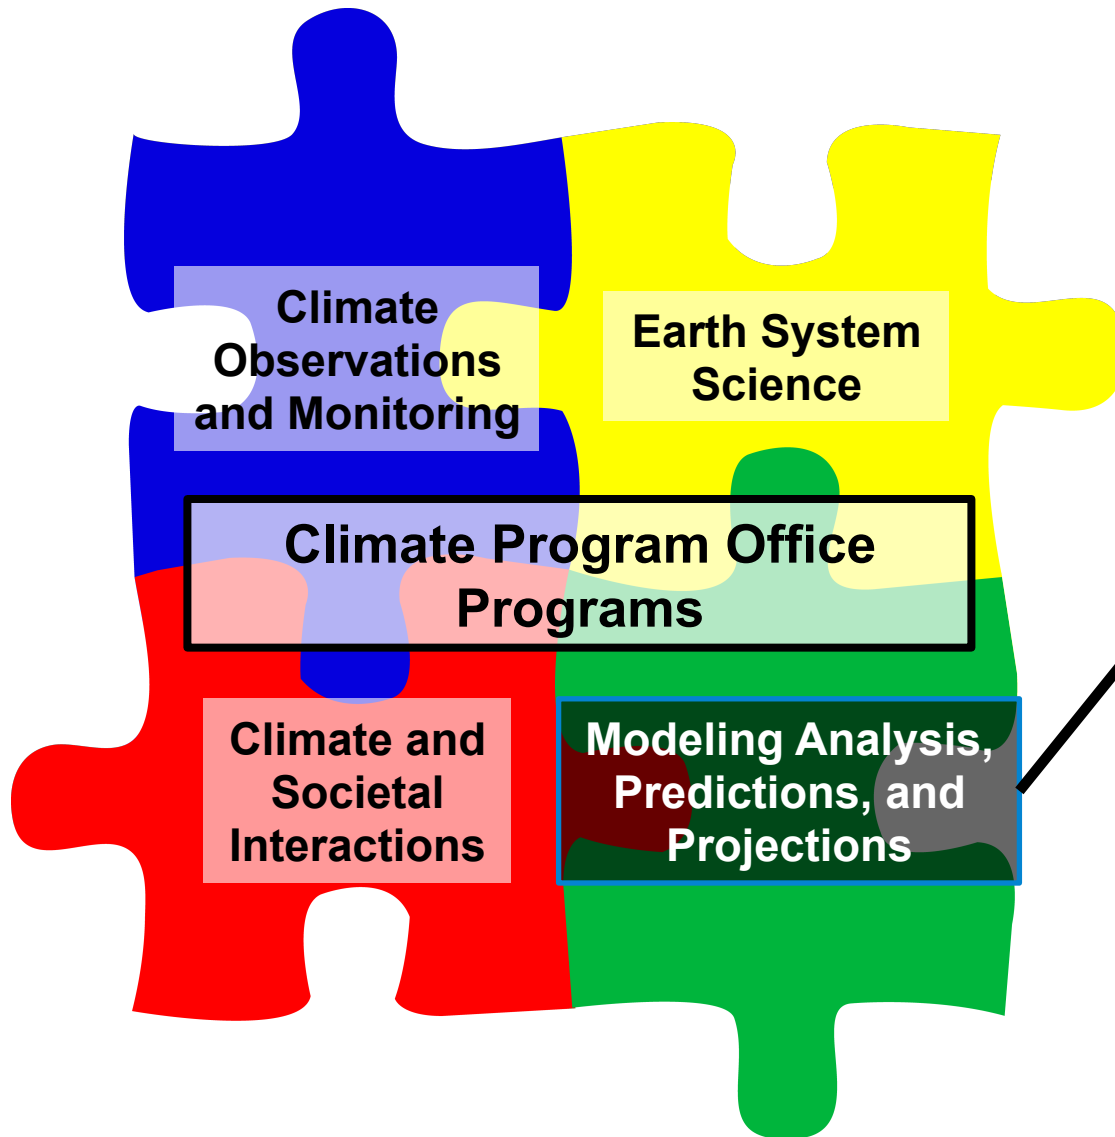 Climate
Observations
and Monitoring
Earth System
Science
Climate Program Office
Programs
Climate and
Societal
Interactions
Modeling Analysis,
Predictions, and
Projections